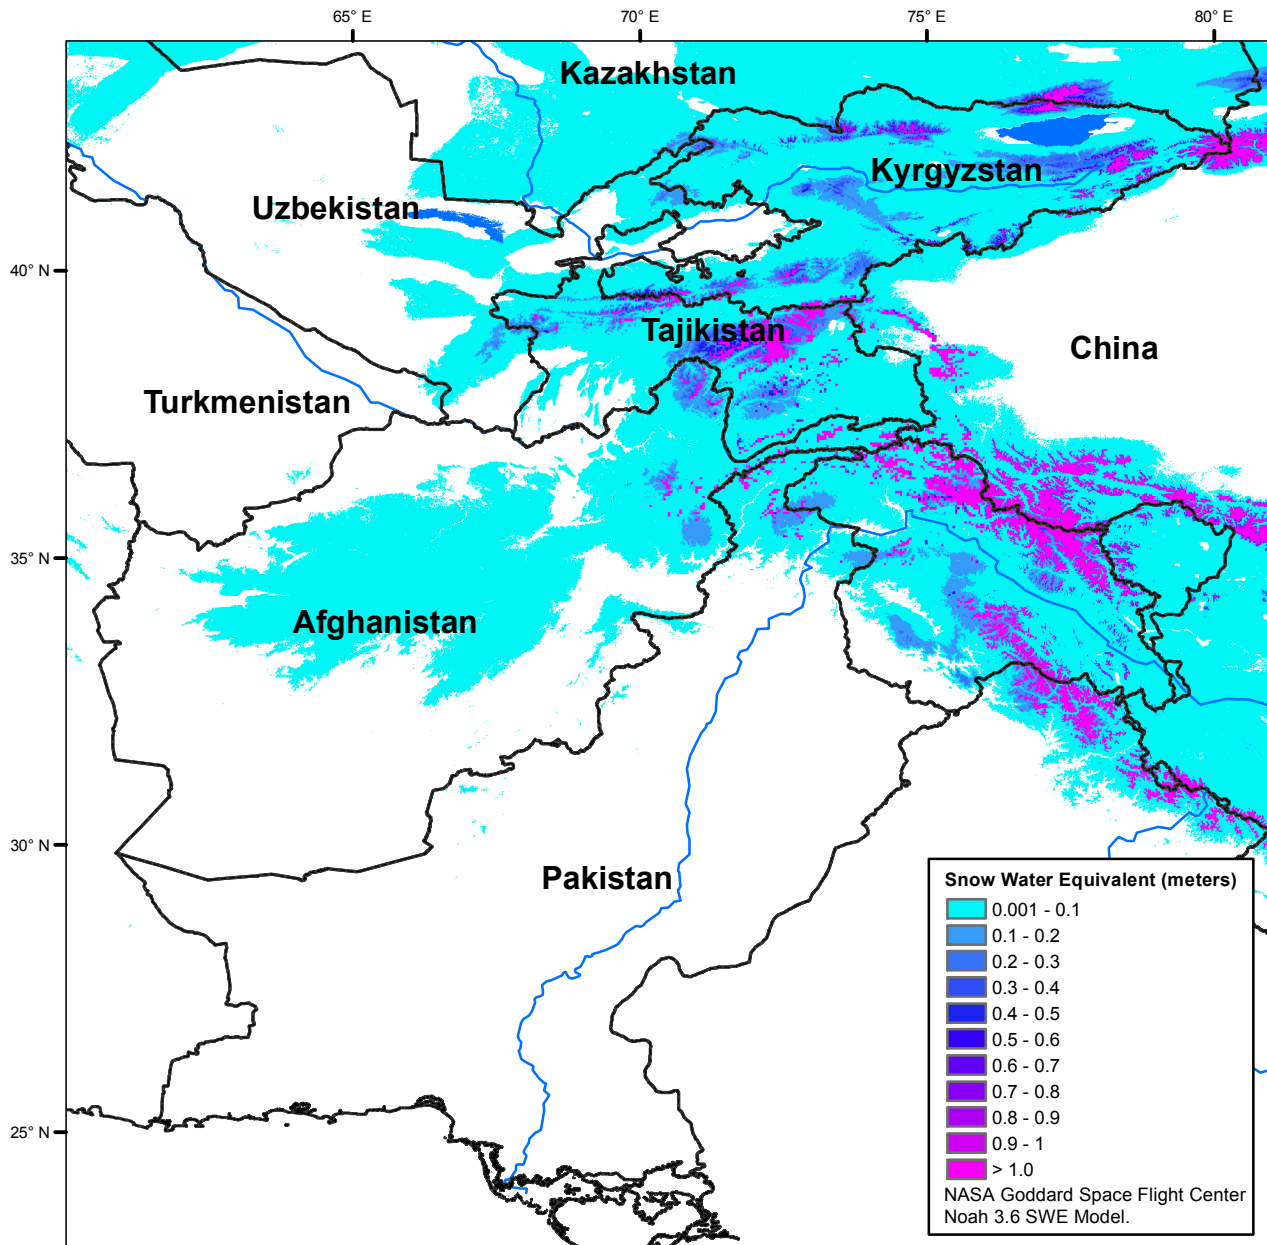 65° E 70° E 75° E 80° E
Kazakhstan
Kyrgyzstan
Uzbekistan
40° N
Tajikistan
China
Turkmenistan
35° N
Afghanistan
30° N
Pakistan
25° N
Snow Water Equivalent (meters)
0.001 - 0.1
0.1 - 0.2
0.2 - 0.3
0.3 - 0.4
0.4 - 0.5
0.5 - 0.6
0.6 - 0.7
0.7 - 0.8
0.8 - 0.9
0.9 - 1
> 1.0
NASA Goddard Space Flight Center
Noah 3.6 SWE Model.